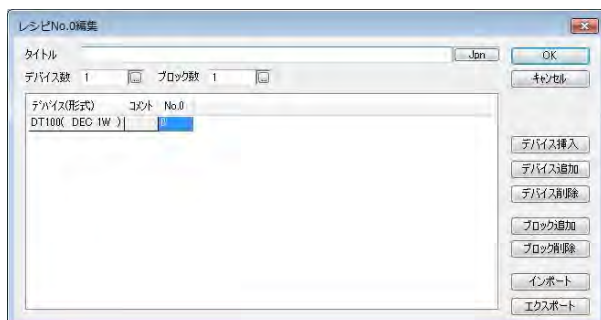 レシピNo.0編集
タイトル Jpn OK
デバイス数 1 ... ブロック数 1 ... キャンセル
デバイス(形式) コメント No.0
DT100( DEC 1W ) 0
デバイス挿入
デバイス追加
デバイス削除
ブロック追加
ブロック削除
インポート
エクスポート